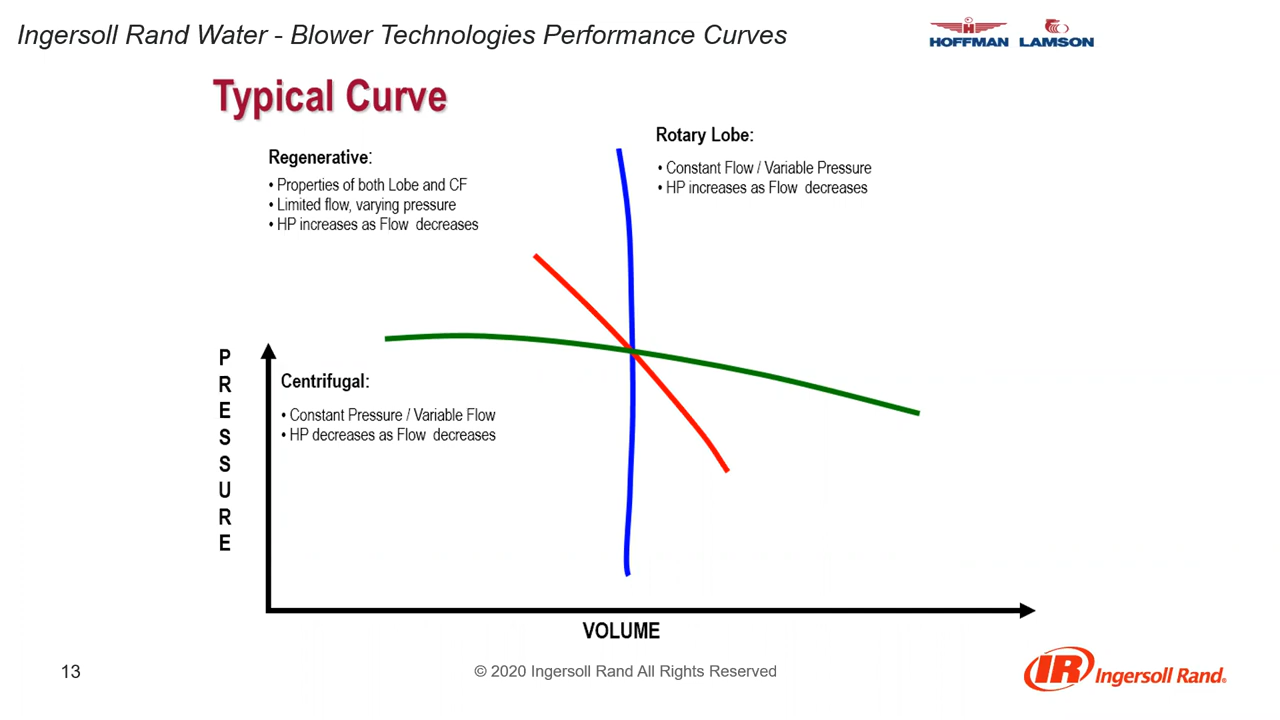 Ingersoll Rand Water - Blower Technologies Performance Curves
HOFFMAN LAMSON
Typical Curve
Regenerative:
• Properties of both Lobe and CF
• Limited flow, varying pressure
• HP increases as Flow decreases
Rotary Lobe:
• Constant Flow / Variable Pressure
• HP increases as Flow decreases
PRESSURE
Centrifugal:
• Constant Pressure / Variable Flow
• HP decreases as Flow decreases
VOLUME
13
© 2020 Ingersoll Rand All Rights Reserved
IR Ingersoll Rand®